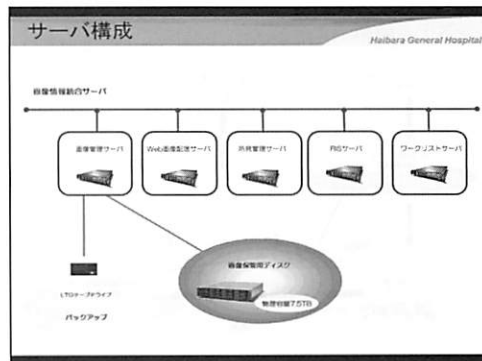 サーバ構成
Haibara General Hospital
画像情報統合サーバ
画像管理サーバ
Web画像配送サーバ
所見管理サーバ
RISサーバ
ワークリストサーバ
画像保管用ディスク
物理容量7.5TB
LTOテープドライブ
バックアップ